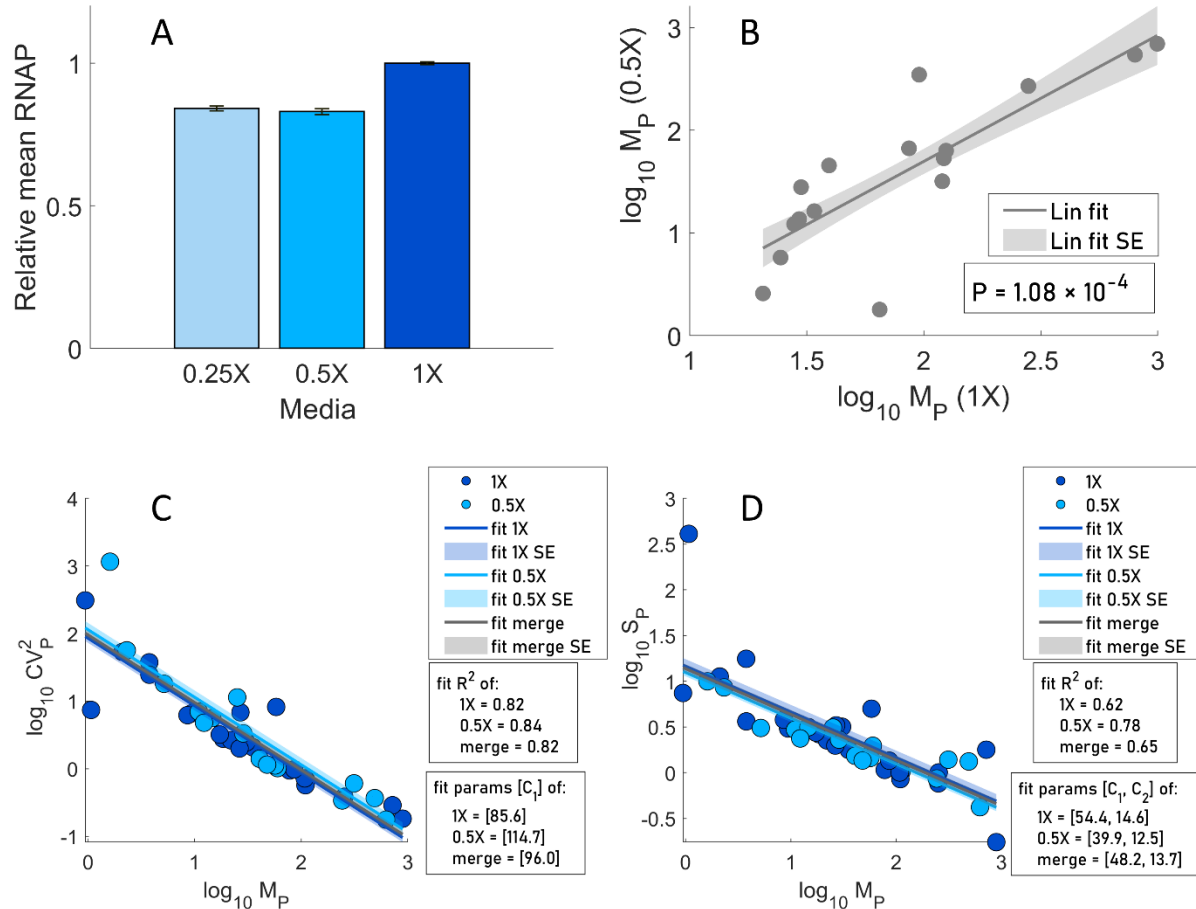 A
Relative mean RNAP
1
0.5
0
0.25X 0.5X 1X
Media
B
log10 MP (0.5X)
3
2
1
0
1 1.5 2 2.5 3
log10 MP (1X)
Lin fit
Lin fit SE
P = 1.08 × 10⁻⁴
C
log10 CV²P
4
3
2
1
0
-1
0 1 2 3
log10 MP
1X
0.5X
fit 1X
fit 1X SE
fit 0.5X
fit 0.5X SE
fit merge
fit merge SE
fit R² of:
1X = 0.82
0.5X = 0.84
merge = 0.82
fit params [C1] of:
1X = [85.6]
0.5X = [114.7]
merge = [96.0]
D
log10 SP
3
2.5
2
1.5
1
0.5
0
-0.5
0 1 2 3
log10 MP
1X
0.5X
fit 1X
fit 1X SE
fit 0.5X
fit 0.5X SE
fit merge
fit merge SE
fit R² of:
1X = 0.62
0.5X = 0.78
merge = 0.65
fit params [C1, C2] of:
1X = [54.4, 14.6]
0.5X = [39.9, 12.5]
merge = [48.2, 13.7]